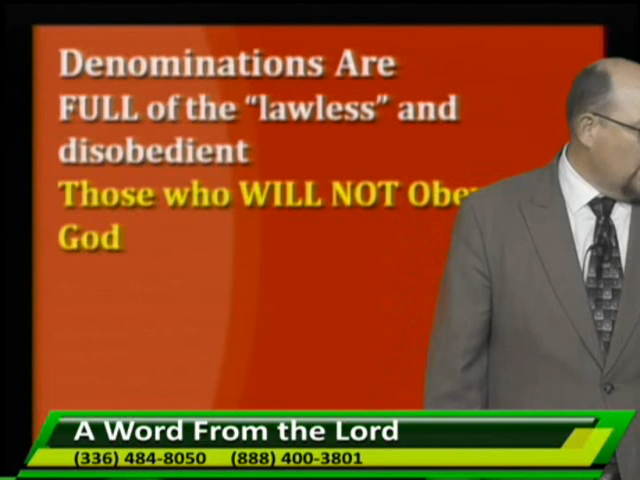 Denominations Are
FULL of the "lawless" and
disobedient
Those who WILL NOT Obey
God
A Word From the Lord
(336) 484-8050 (888) 400-3801